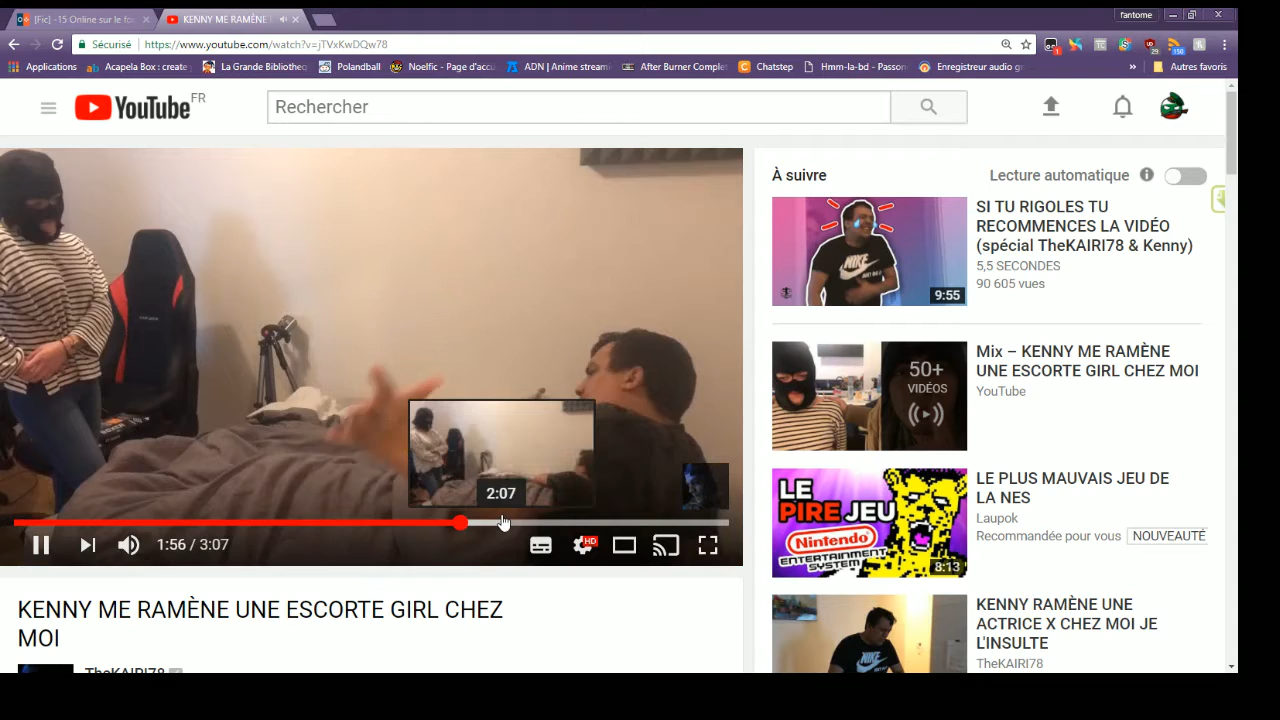 fantome
[Fic] -15 Online sur le fo
KENNY ME RAMÈNE
Sécurisé
https://www.youtube.com/watch?v=jTVxKwDQw78
Applications
Acapela Box : create
La Grande Bibliothe
Polandball
Noelfic - Page d'accu
ADN | Anime stream
After Burner Comple
Chatstep
Hmm-la-bd - Passon
Enregistreur audio g
Autres favoris
YouTube FR
Rechercher
À suivre
Lecture automatique
SI TU RIGOLES TU
RECOMMENCES LA VIDÉO
(spécial TheKAIRI78 & Kenny)
5,5 SECONDES
90 605 vues
NIKE
9:55
Mix – KENNY ME RAMÈNE
UNE ESCORTE GIRL CHEZ MOI
YouTube
50+
VIDÉOS
LE PLUS MAUVAIS JEU DE
LA NES
Laupok
Recommandée pour vous
NOUVEAUTÉ
LE
PIRE JEU
Nintendo
ENTERTAINMENT
SYSTEM
8:13
KENNY RAMÈNE UNE
ACTRICE X CHEZ MOI JE
L'INSULTE
TheKAIRI78
NIKE
2:07
1:56 / 3:07
HD
KENNY ME RAMÈNE UNE ESCORTE GIRL CHEZ
MOI
TheKAIRI78